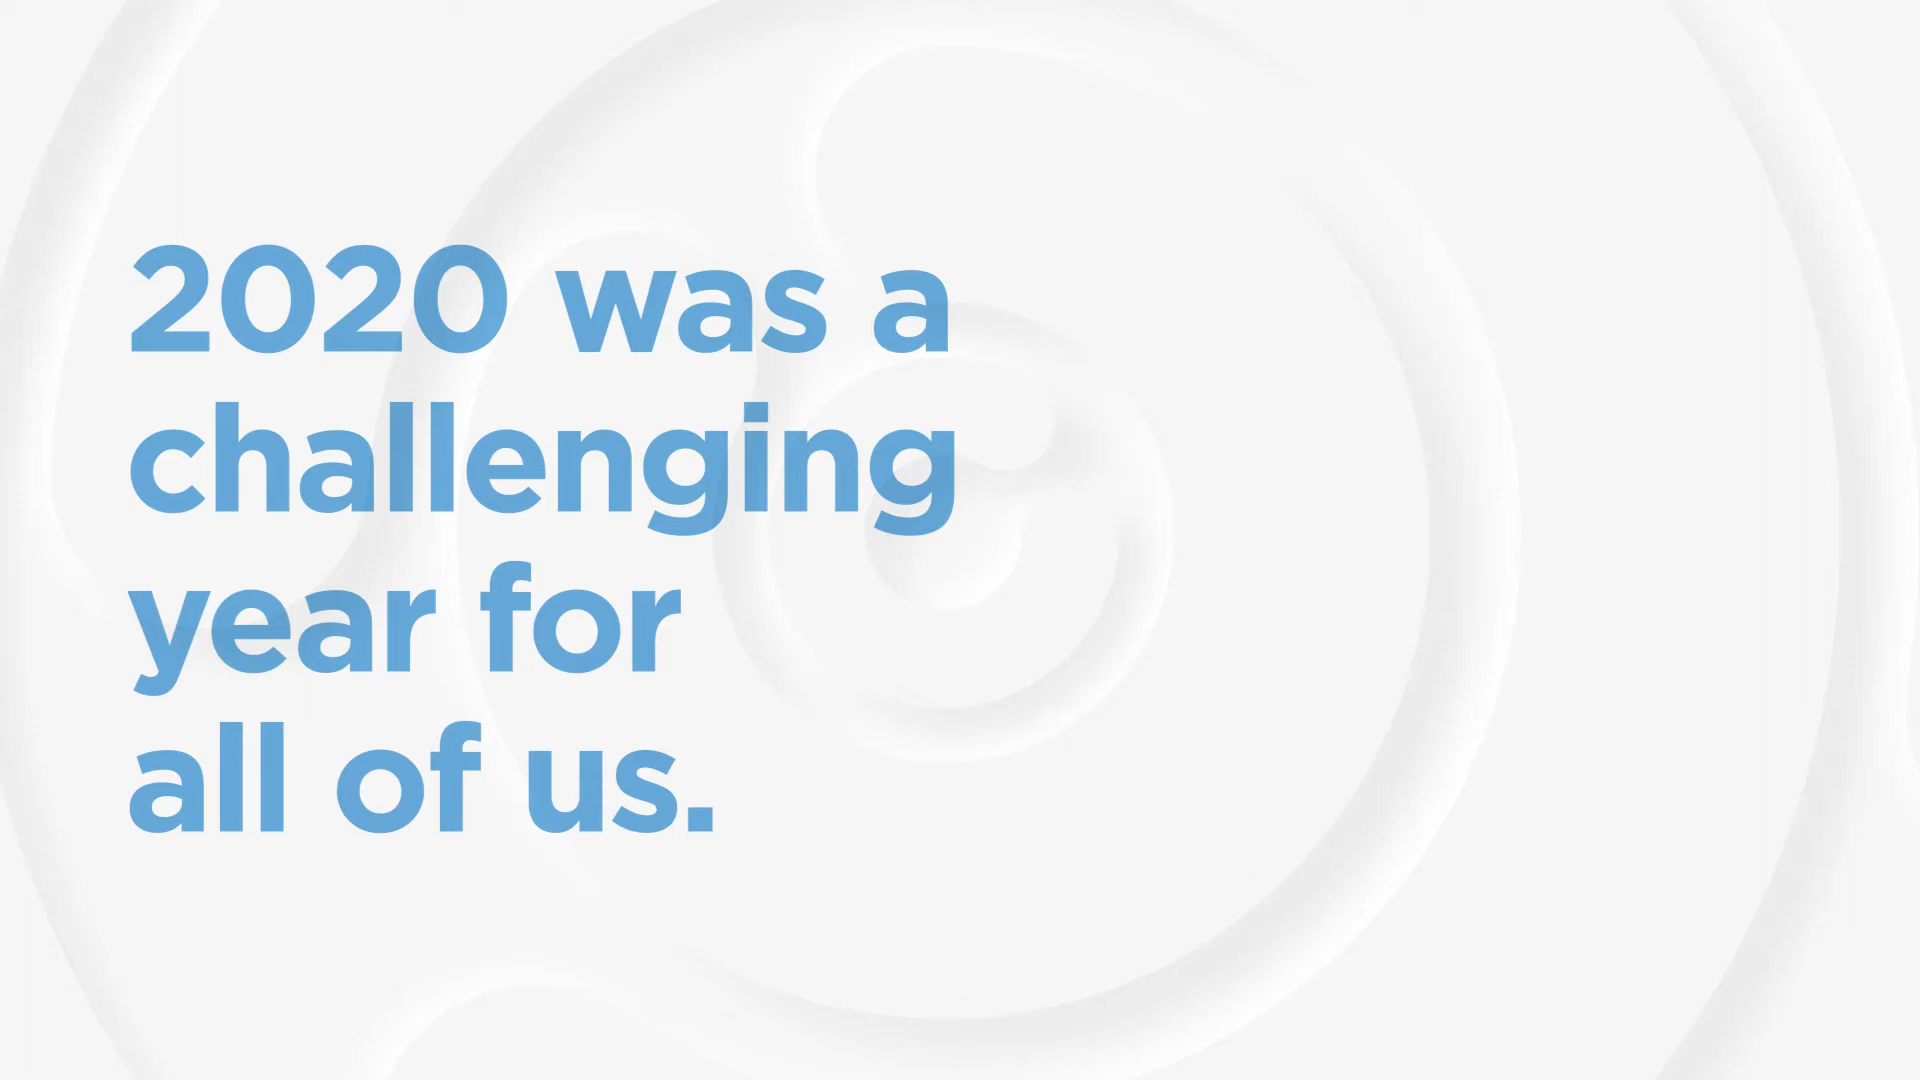 2020 was a
challenging
year for
all of us.